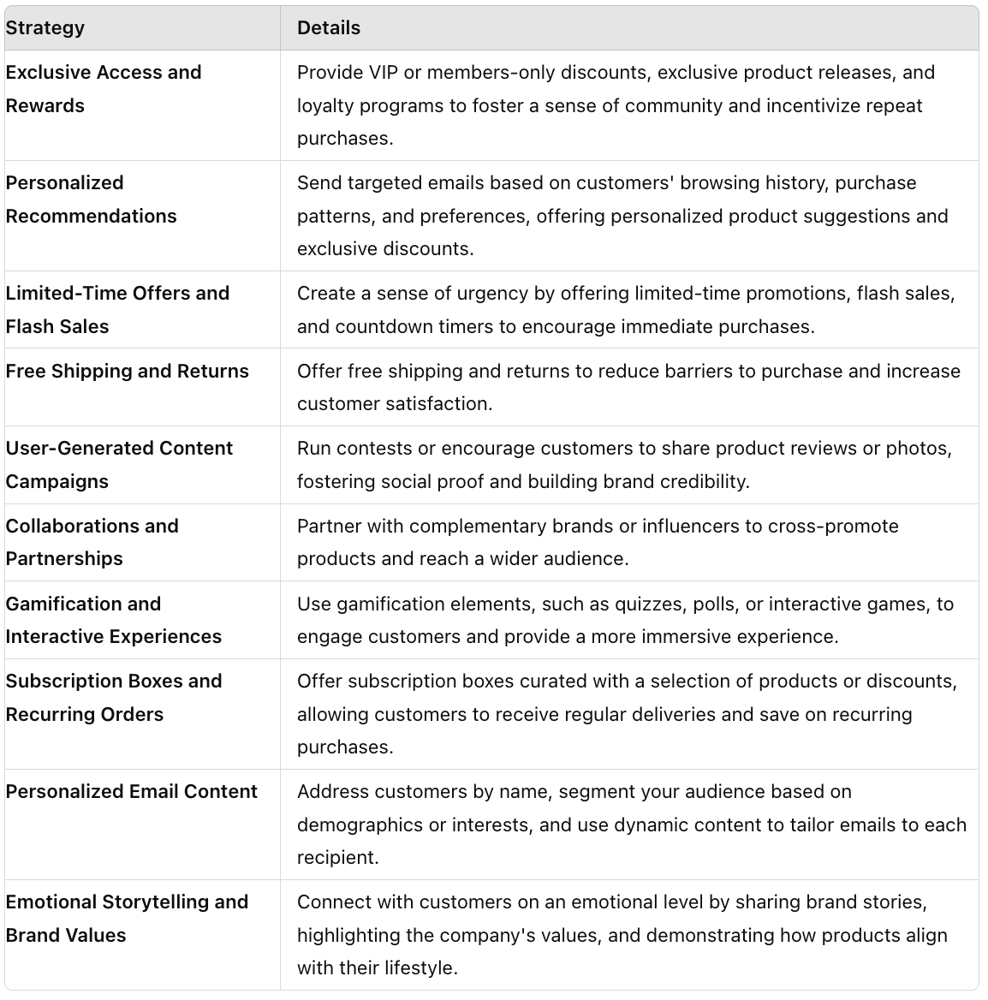 Strategy
Details
Exclusive Access and
Rewards
Provide VIP or members-only discounts, exclusive product releases, and
loyalty programs to foster a sense of community and incentivize repeat
purchases.
Personalized
Recommendations
Send targeted emails based on customers' browsing history, purchase
patterns, and preferences, offering personalized product suggestions and
exclusive discounts.
Limited-Time Offers and
Flash Sales
Create a sense of urgency by offering limited-time promotions, flash sales,
and countdown timers to encourage immediate purchases.
Free Shipping and Returns
Offer free shipping and returns to reduce barriers to purchase and increase
customer satisfaction.
User-Generated Content
Campaigns
Run contests or encourage customers to share product reviews or photos,
fostering social proof and building brand credibility.
Collaborations and
Partnerships
Partner with complementary brands or influencers to cross-promote
products and reach a wider audience.
Gamification and
Interactive Experiences
Use gamification elements, such as quizzes, polls, or interactive games, to
engage customers and provide a more immersive experience.
Subscription Boxes and
Recurring Orders
Offer subscription boxes curated with a selection of products or discounts,
allowing customers to receive regular deliveries and save on recurring
purchases.
Personalized Email Content
Address customers by name, segment your audience based on
demographics or interests, and use dynamic content to tailor emails to each
recipient.
Emotional Storytelling and
Brand Values
Connect with customers on an emotional level by sharing brand stories,
highlighting the company's values, and demonstrating how products align
with their lifestyle.